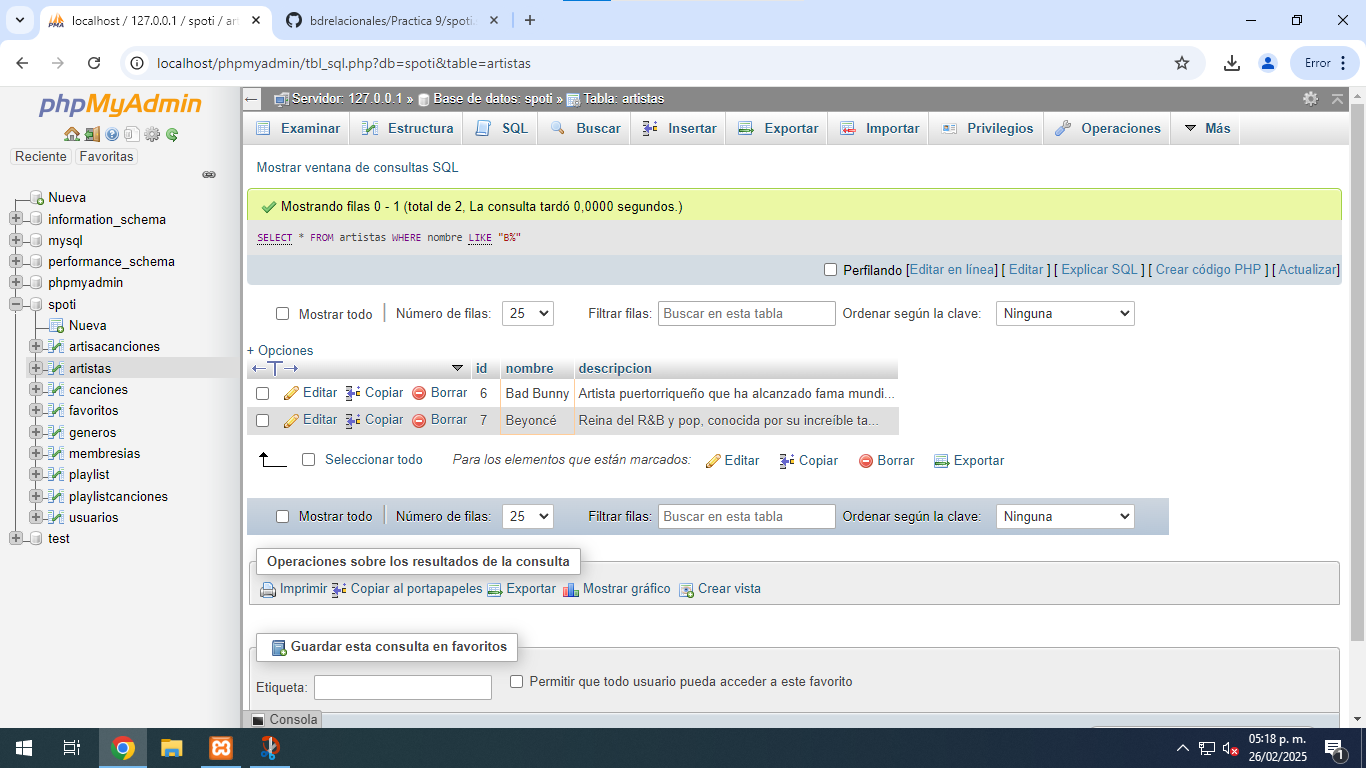 localhost / 127.0.0.1 / spoti / art
bdrelacionales/Practica 9/spoti.
localhost/phpmyadmin/tbl_sql.php?db=spoti&table=artistas
Error
phpMyAdmin
Reciente Favoritas
Nueva
information_schema
mysql
performance_schema
phpmyadmin
spoti
Nueva
artisacanciones
artistas
canciones
favoritos
generos
membresias
playlist
playlistcanciones
usuarios
test
Servidor: 127.0.0.1 » Base de datos: spoti » Tabla: artistas
Examinar Estructura SQL Buscar Insertar Exportar Importar Privilegios Operaciones Más
Mostrar ventana de consultas SQL
Mostrando filas 0 - 1 (total de 2, La consulta tardó 0,0000 segundos.)
SELECT * FROM artistas WHERE nombre LIKE "B%"
Perfilando [Editar en línea] [ Editar ] [ Explicar SQL ] [ Crear código PHP ] [ Actualizar]
Mostrar todo Número de filas: 25 Filtrar filas: Buscar en esta tabla Ordenar según la clave: Ninguna
+ Opciones
id nombre descripcion
Editar Copiar Borrar 6 Bad Bunny Artista puertorriqueño que ha alcanzado fama mundi...
Editar Copiar Borrar 7 Beyoncé Reina del R&B y pop, conocida por su increíble ta...
Seleccionar todo Para los elementos que están marcados: Editar Copiar Borrar Exportar
Mostrar todo Número de filas: 25 Filtrar filas: Buscar en esta tabla Ordenar según la clave: Ninguna
Operaciones sobre los resultados de la consulta
Imprimir Copiar al portapapeles Exportar Mostrar gráfico Crear vista
Guardar esta consulta en favoritos
Etiqueta: Permitir que todo usuario pueda acceder a este favorito
Consola
05:18 p. m.
26/02/2025
1